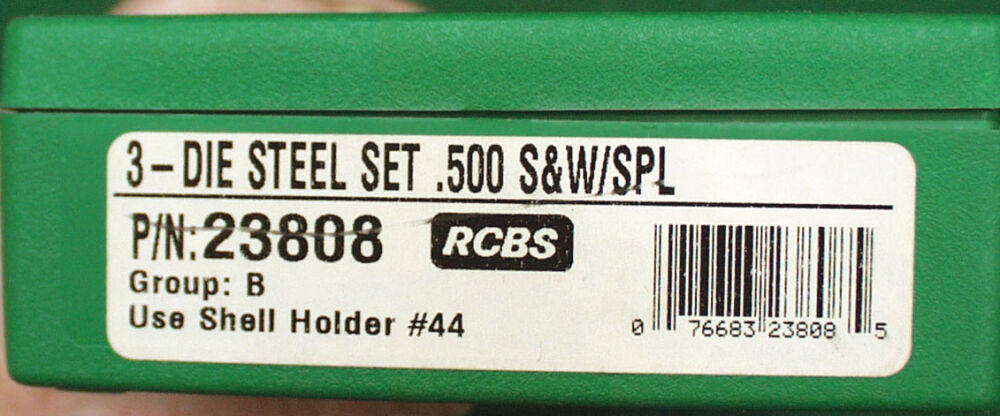 3-DIE STEEL SET .500 S&W/SPL
P/N: 23808 RCBS
Group: B
Use Shell Holder #44
0 76683 23808 5